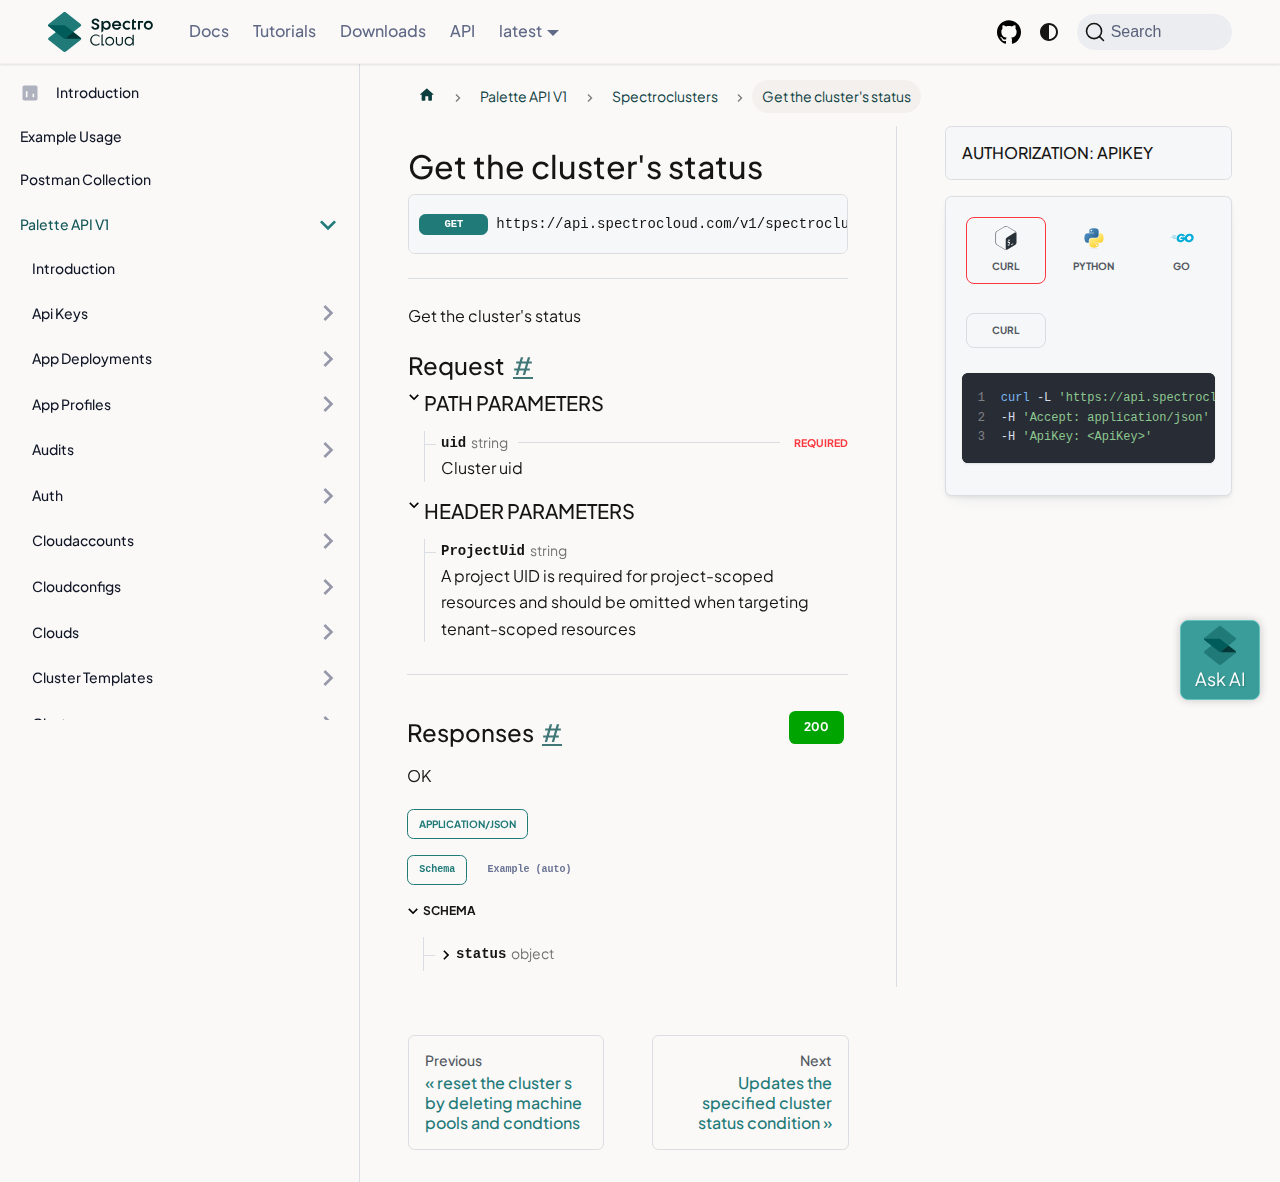 Spectro
Cloud
Docs
Tutorials
Downloads
API
latest
Search
Introduction
Example Usage
Postman Collection
Palette API V1
Introduction
Api Keys
App Deployments
App Profiles
Audits
Auth
Cloudaccounts
Cloudconfigs
Clouds
Cluster Templates
Palette API V1
Spectroclusters
Get the cluster's status
Get the cluster's status
GET https://api.spectrocloud.com/v1/spectroclu
Get the cluster's status
Request #
PATH PARAMETERS
uid string REQUIRED
Cluster uid
HEADER PARAMETERS
ProjectUid string
A project UID is required for project-scoped
resources and should be omitted when targeting
tenant-scoped resources
Responses #
200
OK
APPLICATION/JSON
Schema Example (auto)
SCHEMA
status object
Previous
« reset the cluster s
by deleting machine
pools and condtions
Next
Updates the
specified cluster
status condition »
AUTHORIZATION: APIKEY
CURL PYTHON GO
CURL
1 curl -L 'https://api.spectrocl
2 -H 'Accept: application/json'
3 -H 'ApiKey: <ApiKey>'
Ask AI